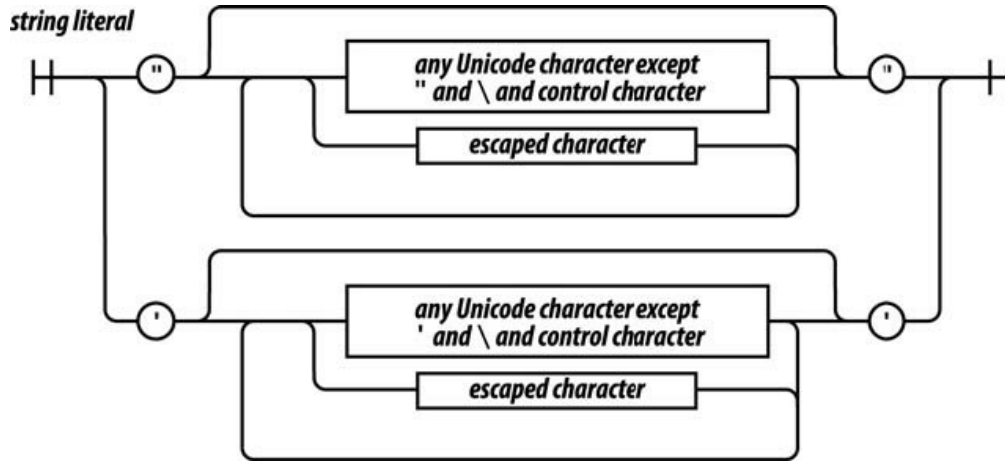 string literal
" any Unicode character except "
" and \ and control character
escaped character
' any Unicode character except '
' and \ and control character
escaped character